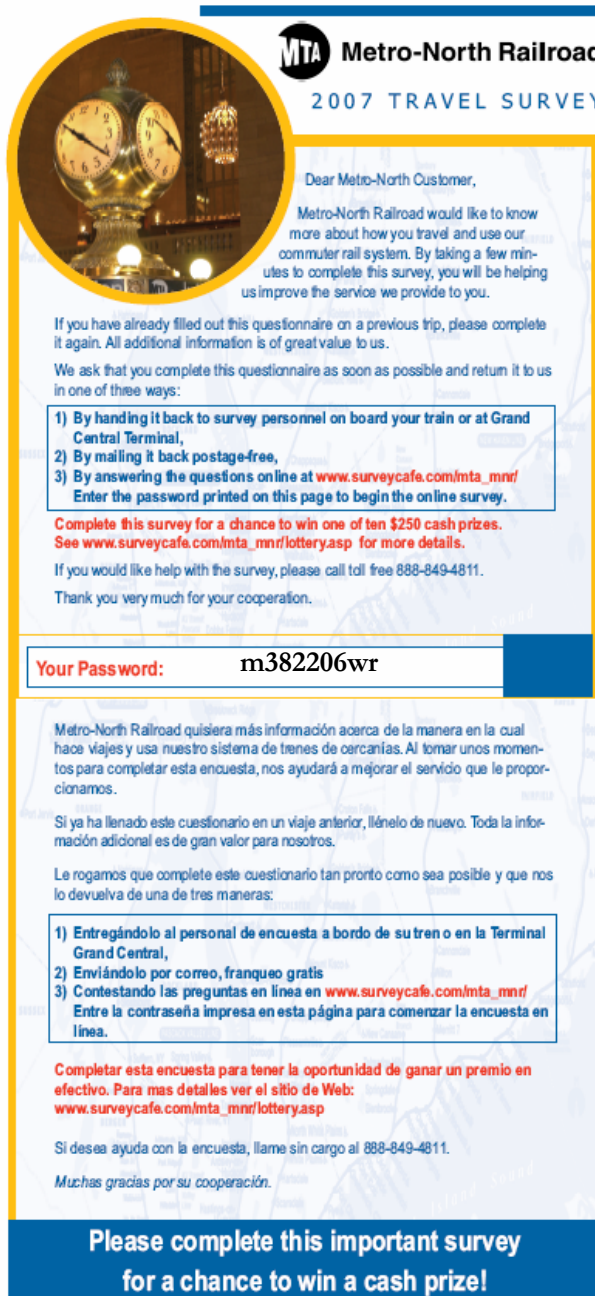 MTA Metro-North Railroad
2007 TRAVEL SURVEY
Dear Metro-North Customer,
Metro-North Railroad would like to know
more about how you travel and use our
commuter rail system. By taking a few min-
utes to complete this survey, you will be helping
us improve the service we provide to you.
If you have already filled out this questionnaire on a previous trip, please complete
it again. All additional information is of great value to us.
We ask that you complete this questionnaire as soon as possible and return it to us
in one of three ways:
1) By handing it back to survey personnel on board your train or at Grand
Central Terminal,
2) By mailing it back postage-free,
3) By answering the questions online at www.surveycafe.com/mta_mnr/
Enter the password printed on this page to begin the online survey.
Complete this survey for a chance to win one of ten $250 cash prizes.
See www.surveycafe.com/mta_mnr/lottery.asp for more details.
If you would like help with the survey, please call toll free 888-849-4811.
Thank you very much for your cooperation.
Your Password: m382206wr
Metro-North Railroad quisiera más información acerca de la manera en la cual
hace viajes y usa nuestro sistema de trenes de cercanías. Al tomar unos momen-
tos para completar esta encuesta, nos ayudará a mejorar el servicio que le propor-
cionamos.
Si ya ha llenado este cuestionario en un viaje anterior, llénelo de nuevo. Toda la infor-
mación adicional es de gran valor para nosotros.
Le rogamos que complete este cuestionario tan pronto como sea posible y que nos
lo devuelva de una de tres maneras:
1) Entregándolo al personal de encuesta a bordo de su tren o en la Terminal
Grand Central,
2) Enviándolo por correo, franqueo gratis
3) Contestando las preguntas en línea en www.surveycafe.com/mta_mnr/
Entre la contraseña impresa en esta página para comenzar la encuesta en
línea.
Completar esta encuesta para tener la oportunidad de ganar un premio en
efectivo. Para mas detalles ver el sitio de Web:
www.surveycafe.com/mta_mnr/lottery.asp
Si desea ayuda con la encuesta, llame sin cargo al 888-849-4811.
Muchas gracias por su cooperación.
Please complete this important survey
for a chance to win a cash prize!